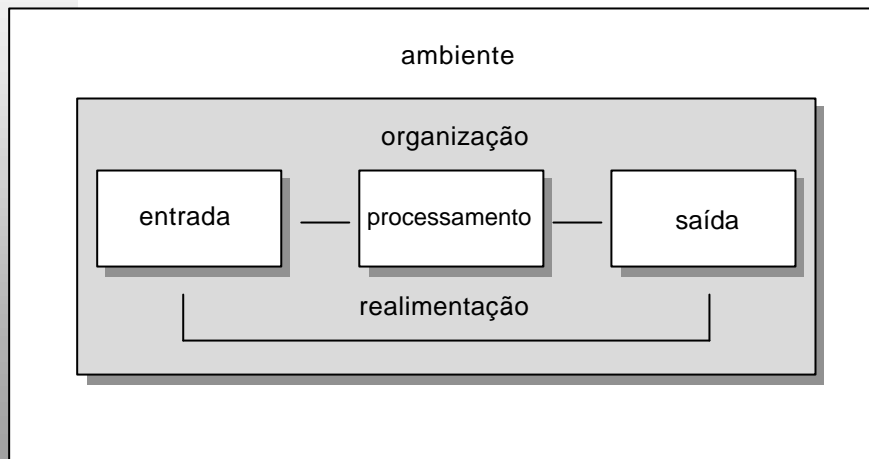 ambiente
organização
entrada
processamento
saída
realimentação